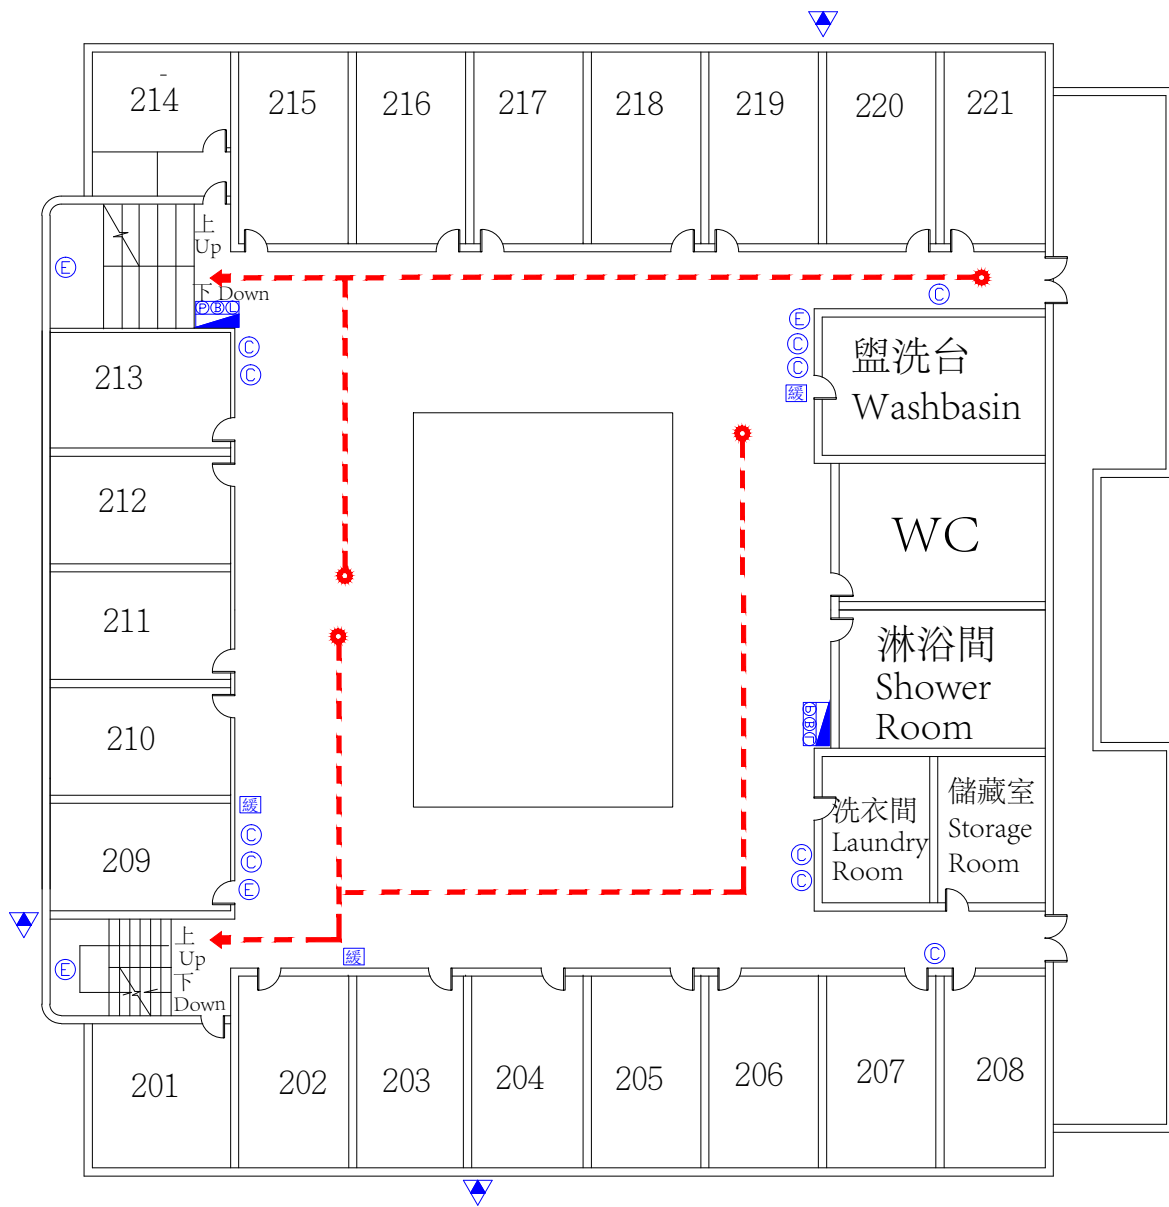 214
215
216
217
218
219
220
221
上
Up
下 Down
Ⓟ Ⓑ Ⓛ
Ⓔ
Ⓒ
Ⓒ
Ⓒ
Ⓔ
Ⓒ
Ⓒ
緩
盥洗台
Washbasin
213
212
WC
211
淋浴間
Shower
Room
Ⓟ Ⓑ Ⓛ
210
緩
Ⓒ
Ⓒ
Ⓔ
209
洗衣間
Laundry
Room
儲藏室
Storage
Room
Ⓒ
Ⓒ
上
Up
下
Down
Ⓔ
緩
Ⓒ
201
202
203
204
205
206
207
208